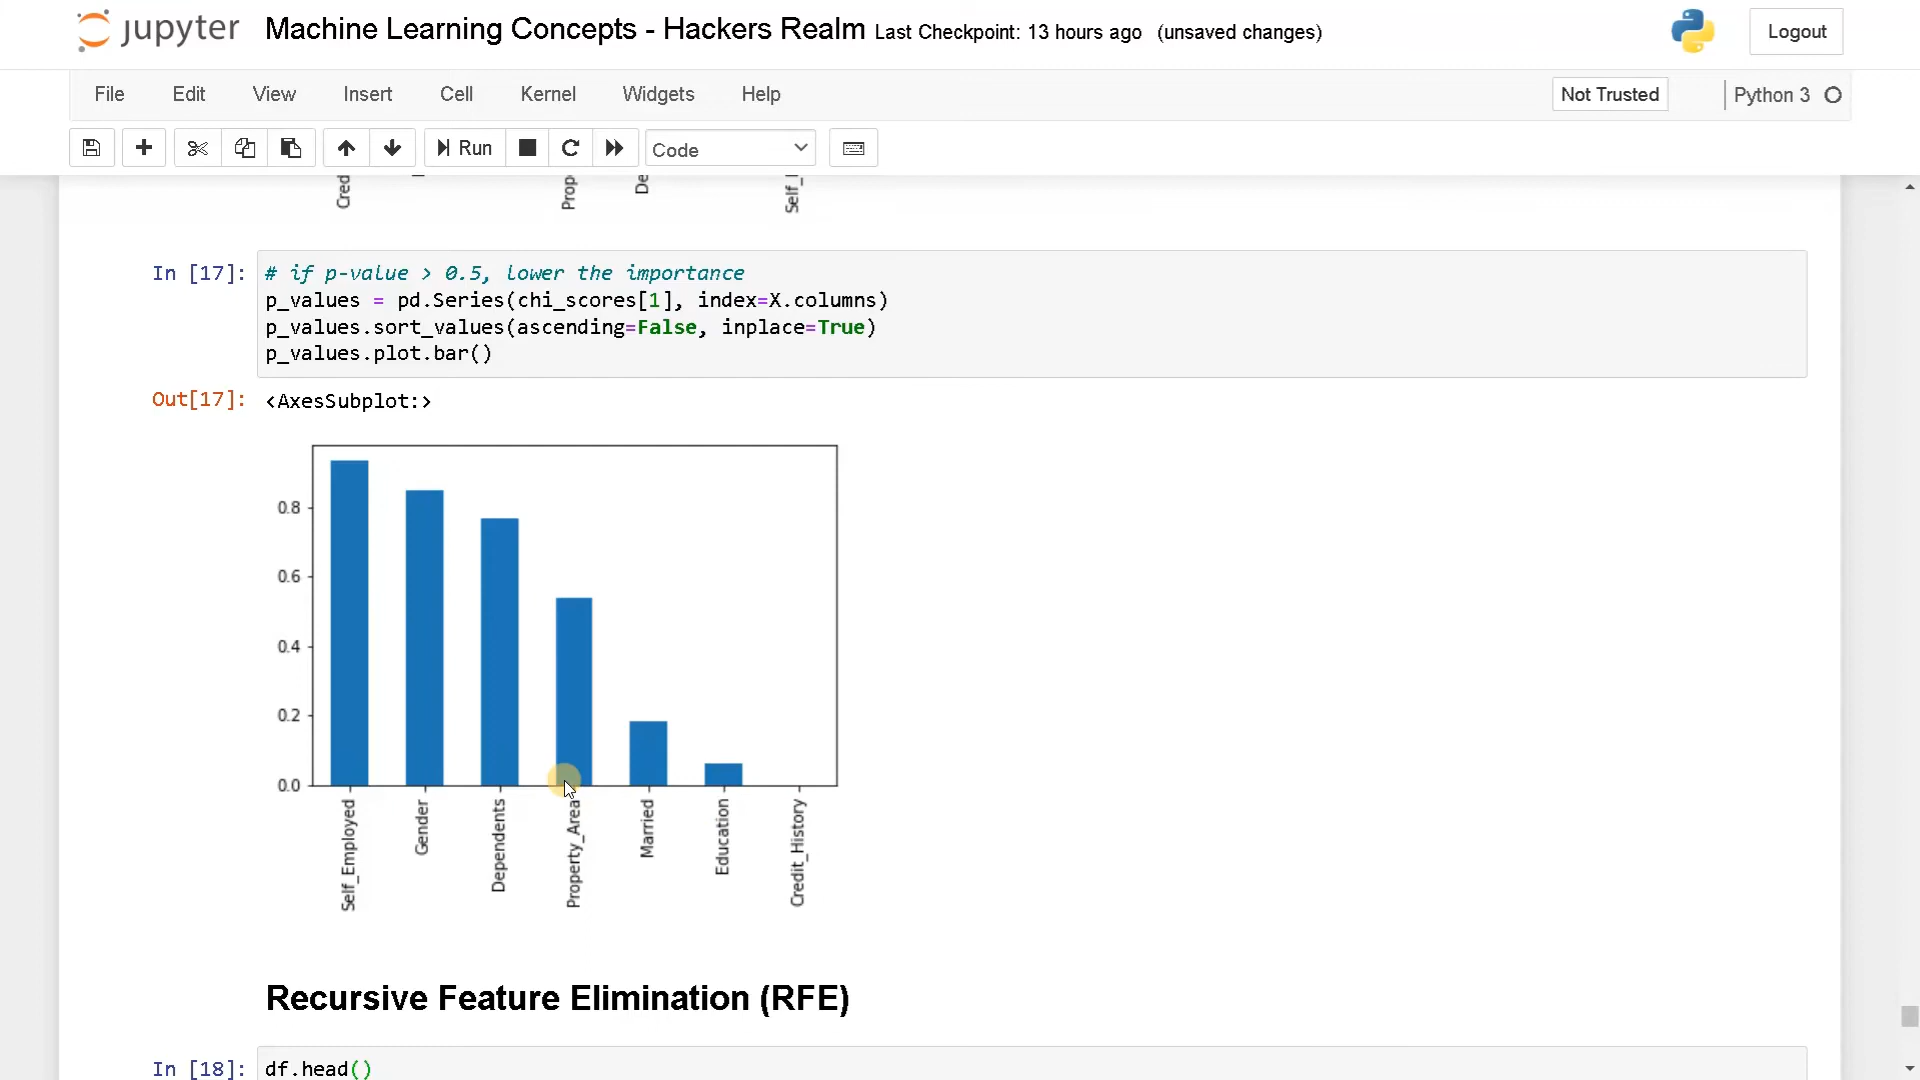 jupyter Machine Learning Concepts - Hackers Realm Last Checkpoint: 13 hours ago (unsaved changes) Logout
File Edit View Insert Cell Kernel Widgets Help Not Trusted Python 3
Run Code
In [17]: # if p-value > 0.5, lower the importance
p_values = pd.Series(chi_scores[1], index=X.columns)
p_values.sort_values(ascending=False, inplace=True)
p_values.plot.bar()
Out[17]: <AxesSubplot:>
0.8
0.6
0.4
0.2
0.0
Self_Employed
Gender
Dependents
Property_Area
Married
Education
Credit_History
Recursive Feature Elimination (RFE)
In [18]: df.head()